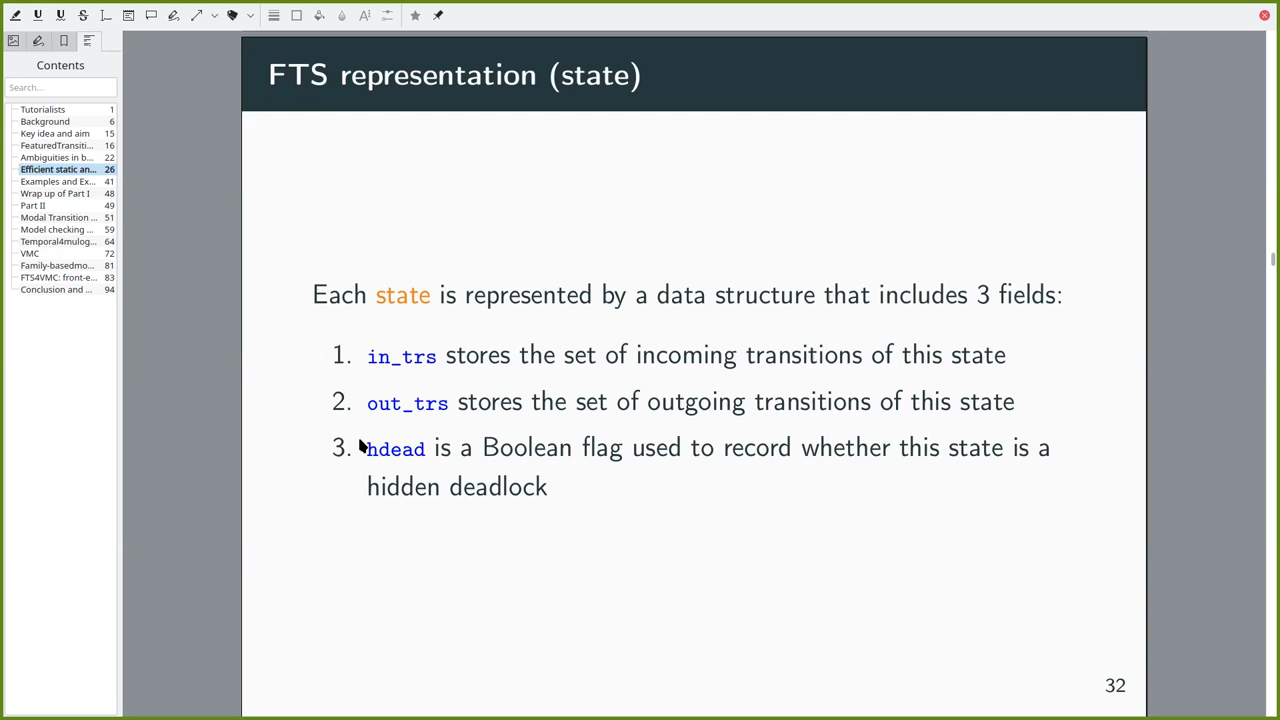 Contents
Search...
Tutorialists 1
Background 6
Key idea and aim 15
FeaturedTransiti... 16
Ambiguities in b... 22
Efficient static an... 26
Examples and Ex... 41
Wrap up of Part I 48
Part II 49
Modal Transition ... 51
Model checking ... 59
Temporal4mulog... 64
VMC 72
Family-basedmo... 81
FTS4VMC: front-e... 83
Conclusion and ... 94
FTS representation (state)
Each state is represented by a data structure that includes 3 fields:
1. in_trs stores the set of incoming transitions of this state
2. out_trs stores the set of outgoing transitions of this state
3. hdead is a Boolean flag used to record whether this state is a
hidden deadlock
32